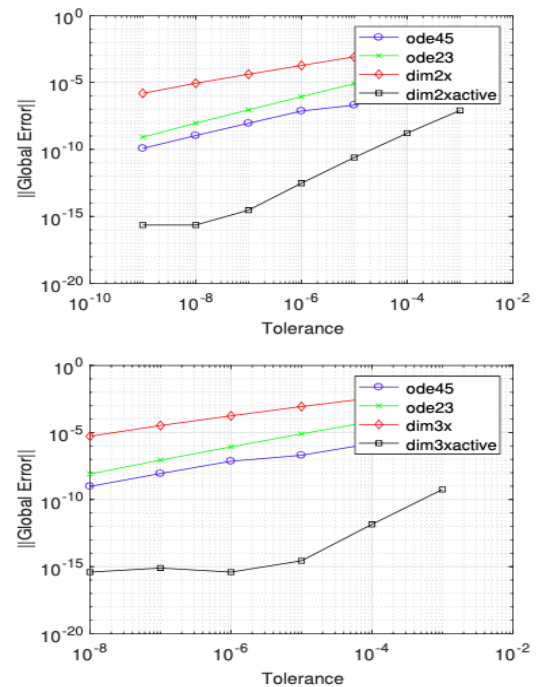 10^0
10^-5
10^-10
10^-15
10^-20
||Global Error||
ode45
ode23
dim2x
dim2xactive
10^-10
10^-8
10^-6
10^-4
10^-2
Tolerance
10^0
10^-5
10^-10
10^-15
10^-20
||Global Error||
ode45
ode23
dim3x
dim3xactive
10^-8
10^-6
10^-4
10^-2
Tolerance